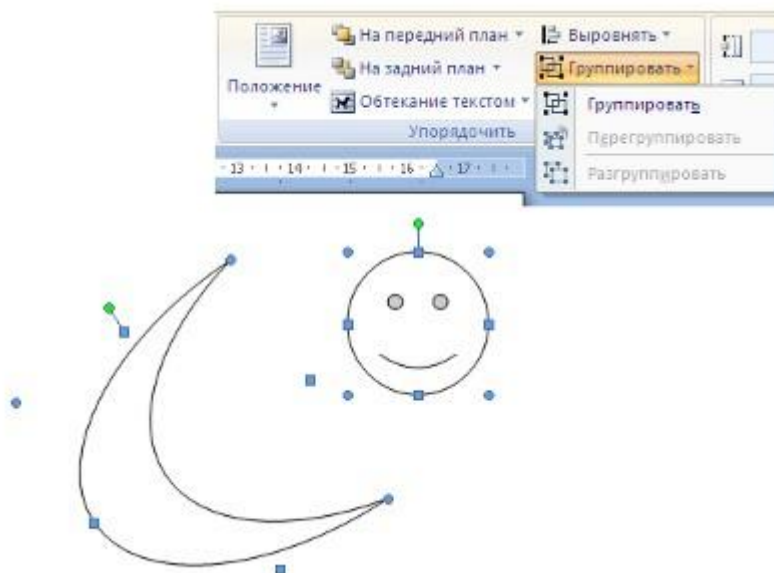 На передний план
Выровнять
Положение
На задний план
Группировать
Обтекание текстом
Группировать
Упорядочить
Перегруппировать
· 13 · ı · 14 · ı · 15 · ı · 16 · · 17 · ı ·
Разгруппировать